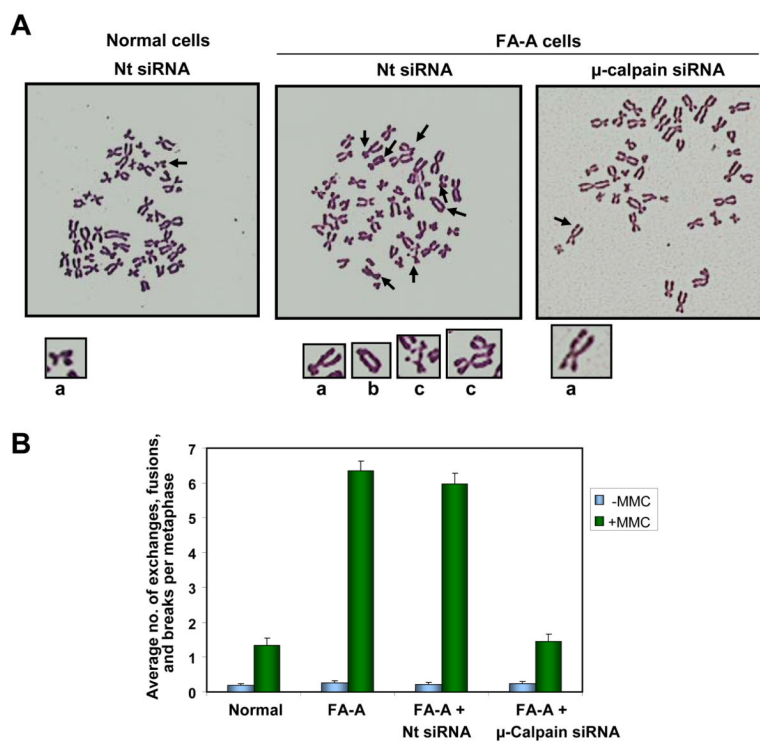 A
Normal cells
FA-A cells
Nt siRNA
Nt siRNA
μ-calpain siRNA
a
a
b
c
c
a
B
Average no. of exchanges, fusions,
and breaks per metaphase
7
6
5
4
3
2
1
0
-MMC
+MMC
Normal
FA-A
FA-A +
Nt siRNA
FA-A +
μ-Calpain siRNA